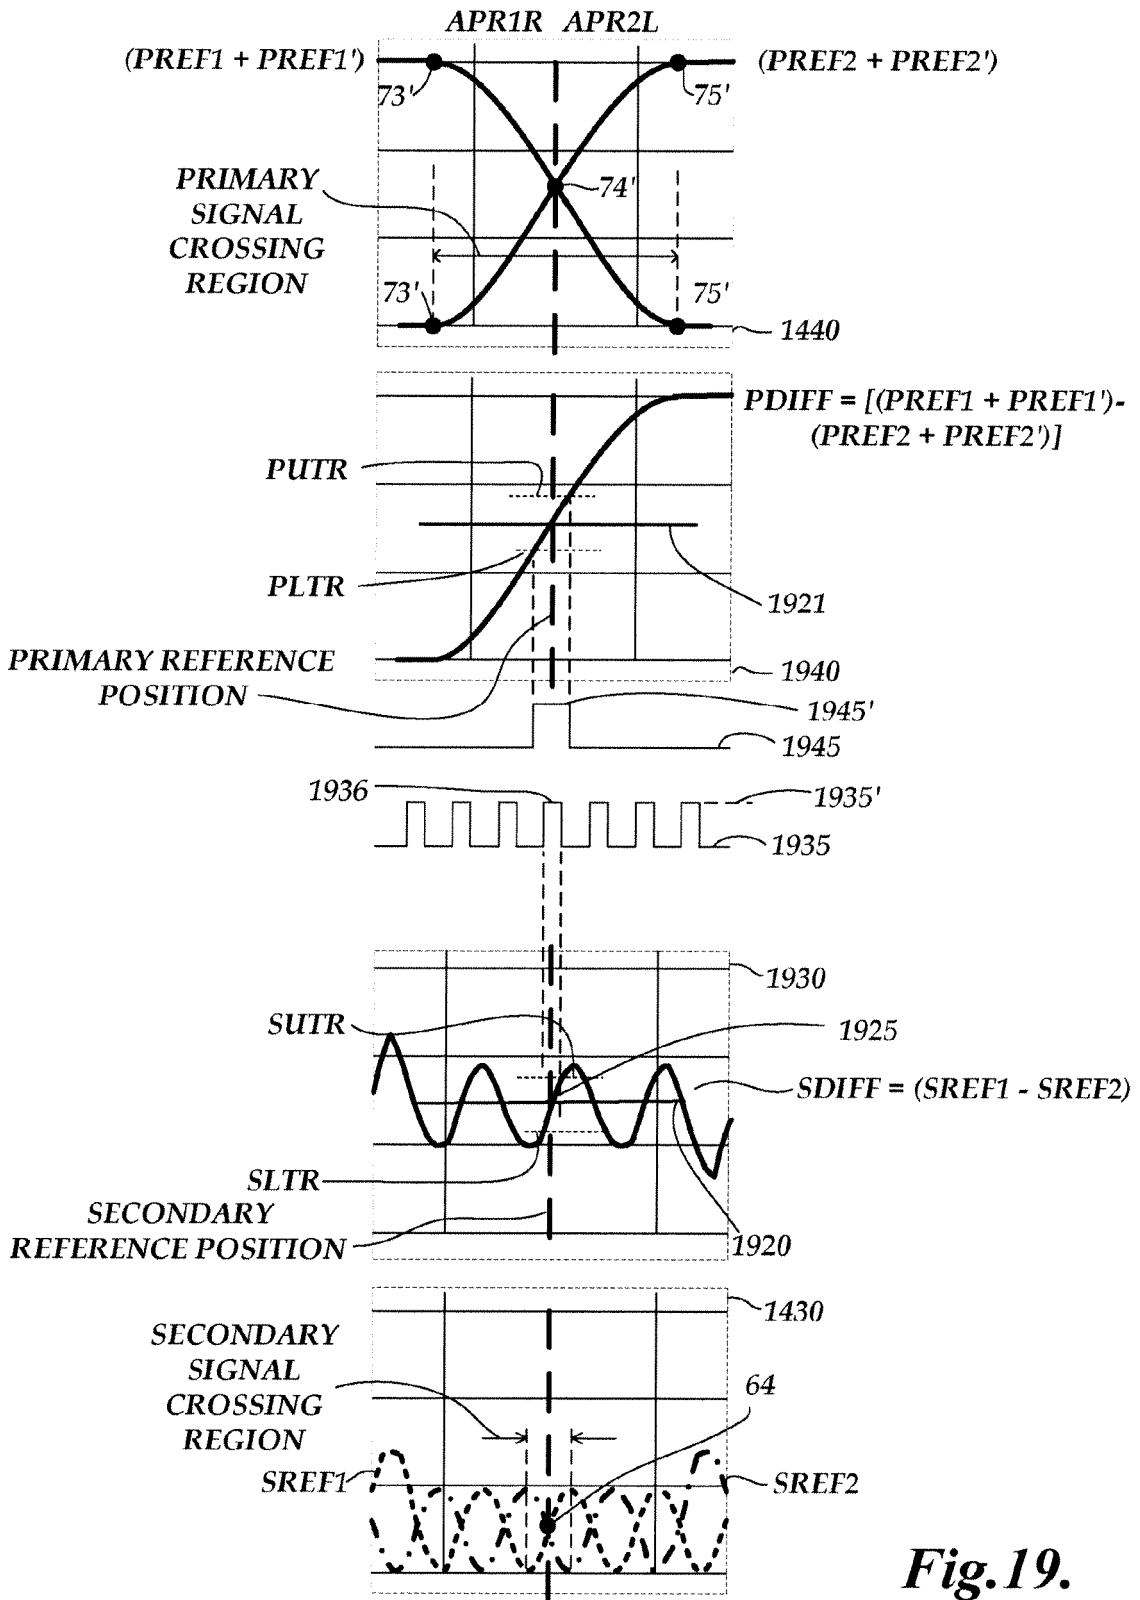 APR1R APR2L
(PREF1 + PREF1')
(PREF2 + PREF2')
73'
75'
PRIMARY
SIGNAL
CROSSING
REGION
74'
73'
75'
1440
PDIFF = [(PREF1 + PREF1')-
(PREF2 + PREF2')]
PUTR
PLTR
1921
PRIMARY REFERENCE
POSITION
1940
1945'
1945
1936
1935'
1935
1930
SUTR
1925
SDIFF = (SREF1 - SREF2)
SLTR
SECONDARY
REFERENCE POSITION
1920
1430
SECONDARY
SIGNAL
CROSSING
REGION
64
SREF1
SREF2
Fig.19.